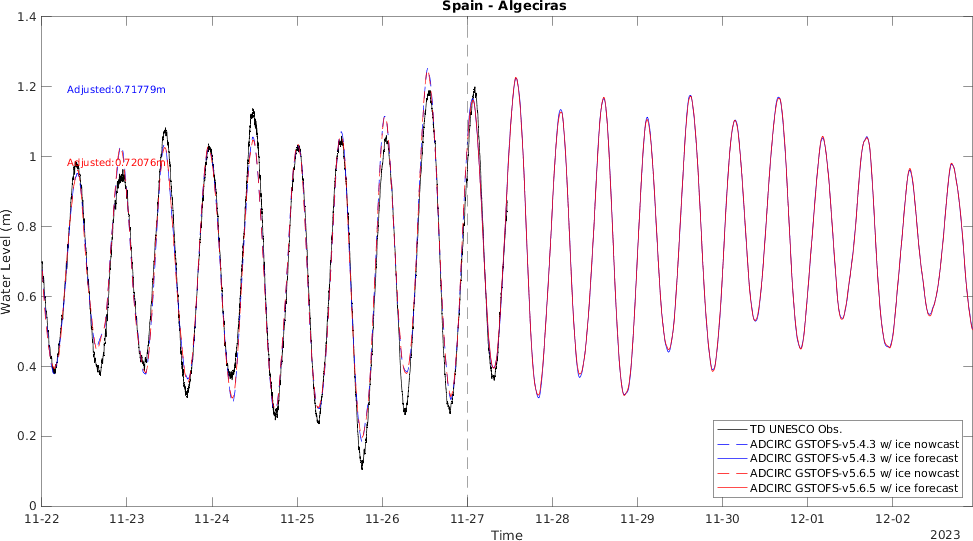 Spain - Algeciras
1.4
1.2
1
0.8
0.6
0.4
0.2
0
Water Level (m)
Adjusted:0.71779m
Adjusted:0.72076m
TD UNESCO Obs.
ADCIRC GSTOFS-v5.4.3 w/ ice nowcast
ADCIRC GSTOFS-v5.4.3 w/ ice forecast
ADCIRC GSTOFS-v5.6.5 w/ ice nowcast
ADCIRC GSTOFS-v5.6.5 w/ ice forecast
11-22 11-23 11-24 11-25 11-26 11-27 11-28 11-29 11-30 12-01 12-02
Time
2023